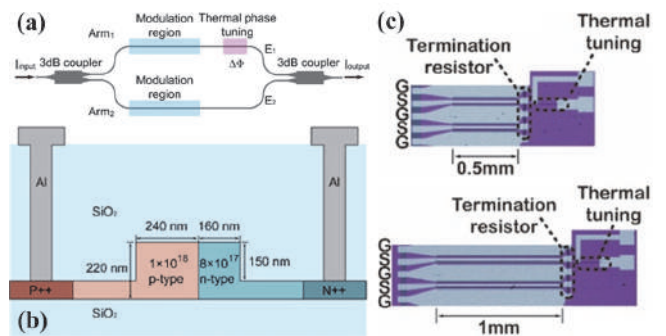 (a)
Modulation
region
Thermal phase
tuning
Arm₁
E₁
3dB coupler
3dB coupler
Iinput
Ioutput
ΔΦ
Modulation
region
Arm₂
E₂
Al
Al
SiO₂
240 nm
160 nm
220 nm
1×10¹⁸
p-type
8×10¹⁷
n-type
150 nm
P++
N++
(b)
SiO₂
(c)
Thermal
tuning
Termination
resistor
G
S
G
S
G
0.5mm
Termination
resistor
Thermal
tuning
G
S
G
S
G
1mm